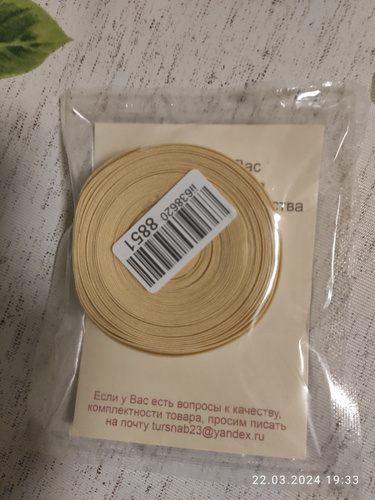 Вас
ства
ii638620
8851
Если у Вас есть вопросы к качеству,
комплектности товара, просим писать
на почту tursnab23@yandex.ru
22.03.2024 19:33